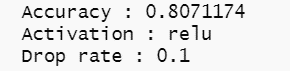 Accuracy : 0.8071174
Activation : relu
Drop rate : 0.1